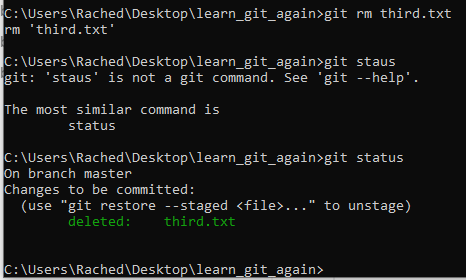 C:\Users\Rached\Desktop\learn_git_again>git rm third.txt
rm 'third.txt'
C:\Users\Rached\Desktop\learn_git_again>git staus
git: 'staus' is not a git command. See 'git --help'.
The most similar command is
status
C:\Users\Rached\Desktop\learn_git_again>git status
On branch master
Changes to be committed:
(use "git restore --staged <file>..." to unstage)
deleted:    third.txt
C:\Users\Rached\Desktop\learn_git_again>